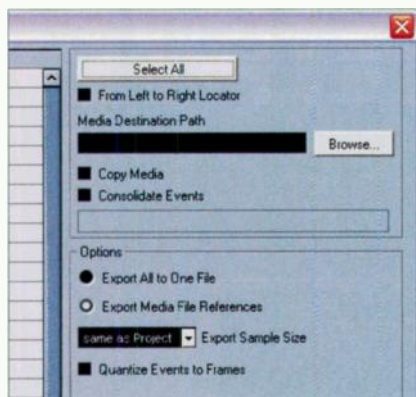 Select All
From Left to Right Locator
Media Destination Path
Browse...
Copy Media
Consolidate Events
Options
Export All to One File
Export Media File References
same as Project Export Sample Size
Quantize Events to Frames